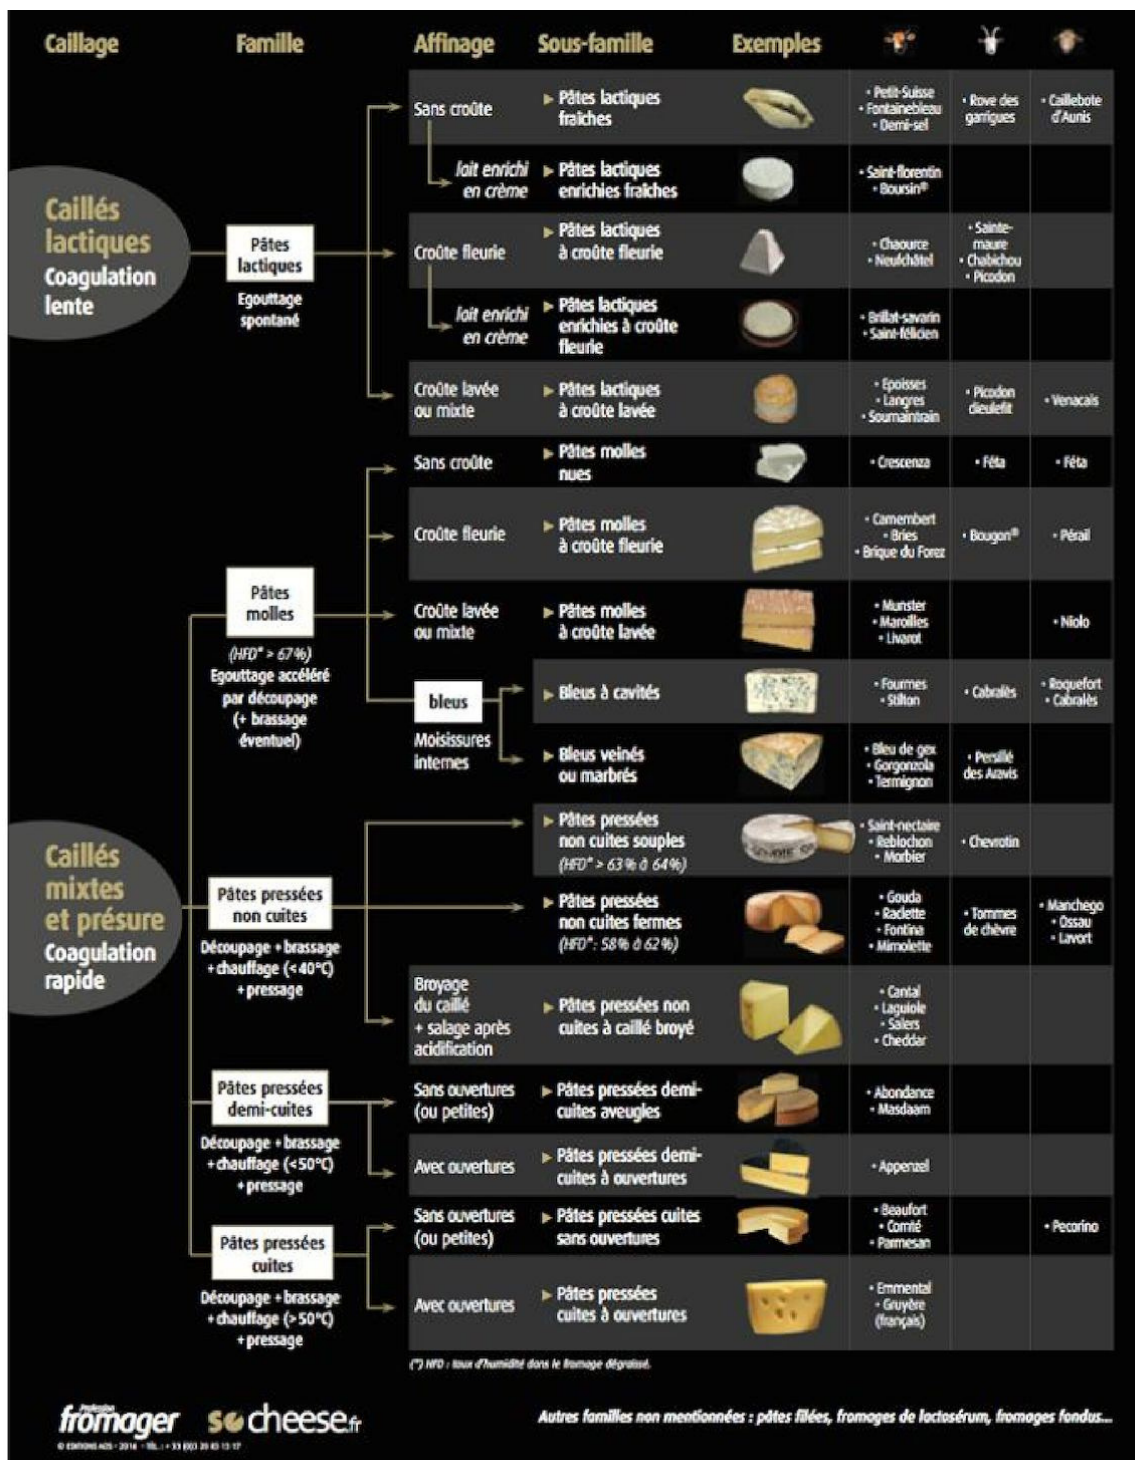 Caillage
Famille
Affinage
Sous-famille
Exemples
Caillés
lactiques
Coagulation
lente
Pâtes
lactiques
Egouttage
spontané
Sans croûte
► Pâtes lactiques
fraîches
• Petit-Suisse
• Fontainebleau
• Demi-sel
• Rove des
garrigues
• Caillebote
d'Aunis
lait enrichi
en crème
► Pâtes lactiques
enrichies fraîches
• Saint-florentin
• Boursin®
Croûte fleurie
► Pâtes lactiques
à croûte fleurie
• Chaource
• Neufchâtel
• Sainte-
maure
• Chabichou
• Picodon
lait enrichi
en crème
► Pâtes lactiques
enrichies à croûte
fleurie
• Brillat-savarin
• Saint-félicien
Croûte lavée
ou mixte
► Pâtes lactiques
à croûte lavée
• Epoisses
• Langres
• Soumaintrain
• Picodon
dieulefit
• Venacais
Caillés
mixtes
et présure
Coagulation
rapide
Pâtes
molles
(HFD* > 67%)
Egouttage accéléré
par découpage
(+ brassage
éventuel)
Sans croûte
► Pâtes molles
nues
• Crescenza
• Féta
• Féta
Croûte fleurie
► Pâtes molles
à croûte fleurie
• Camembert
• Bries
• Brique du Forez
• Bougon®
• Pérail
Croûte lavée
ou mixte
► Pâtes molles
à croûte lavée
• Munster
• Maroilles
• Livarot
• Niolo
bleus
Moisissures
internes
► Bleus à cavités
• Fourmes
• Stilton
• Cabralès
• Roquefort
• Cabralès
► Bleus veinés
ou marbrés
• Bleu de gex
• Gorgonzola
• Termignon
• Persillé
des Aravis
Pâtes pressées
non cuites
Découpage + brassage
+ chauffage (<40°C)
+ pressage
► Pâtes pressées
non cuites souples
(HFD* > 63% à 64%)
• Saint-nectaire
• Reblochon
• Morbier
• Chevrotin
► Pâtes pressées
non cuites fermes
(HFD* : 58% à 62%)
• Gouda
• Raclette
• Fontina
• Mimolette
• Tommes
de chèvre
• Manchego
• Ossau
• Lavort
Broyage
du caillé
+ salage après
acidification
► Pâtes pressées non
cuites à caillé broyé
• Cantal
• Laguiole
• Salers
• Cheddar
Pâtes pressées
demi-cuites
Découpage + brassage
+ chauffage (<50°C)
+ pressage
Sans ouvertures
(ou petites)
► Pâtes pressées demi-
cuites aveugles
• Abondance
• Masdaam
Avec ouvertures
► Pâtes pressées demi-
cuites à ouvertures
• Appenzel
Pâtes pressées
cuites
Découpage + brassage
+ chauffage (>50°C)
+ pressage
Sans ouvertures
(ou petites)
► Pâtes pressées cuites
sans ouvertures
• Beaufort
• Comté
• Parmesan
• Pecorino
Avec ouvertures
► Pâtes pressées
cuites à ouvertures
• Emmental
• Gruyère
(français)
(*) HFD : taux d'humidité dans le fromage dégraissé.
Profession
fromager
so cheese.fr
© EDITIONS ADS - 2014 - TÉL. :
Autres familles non mentionnées : pâtes filées, fromages de lactosérum, fromages fondus...